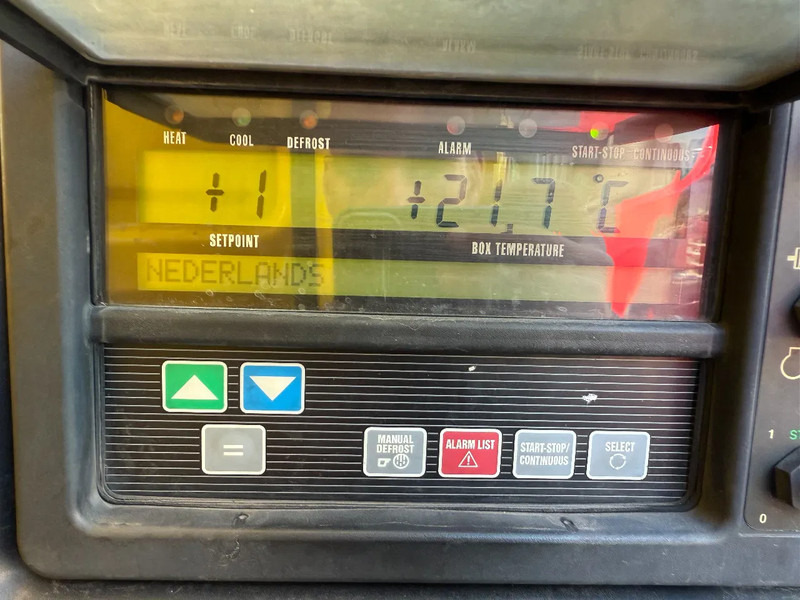 HEAT COOL DEFROST ALARM START-STOP CONTINUOUS
+1 +21.7 °C
SETPOINT BOX TEMPERATURE
NEDERLANDS
=
MANUAL DEFROST
ALARM LIST
START-STOP/ CONTINUOUS
SELECT
1
0